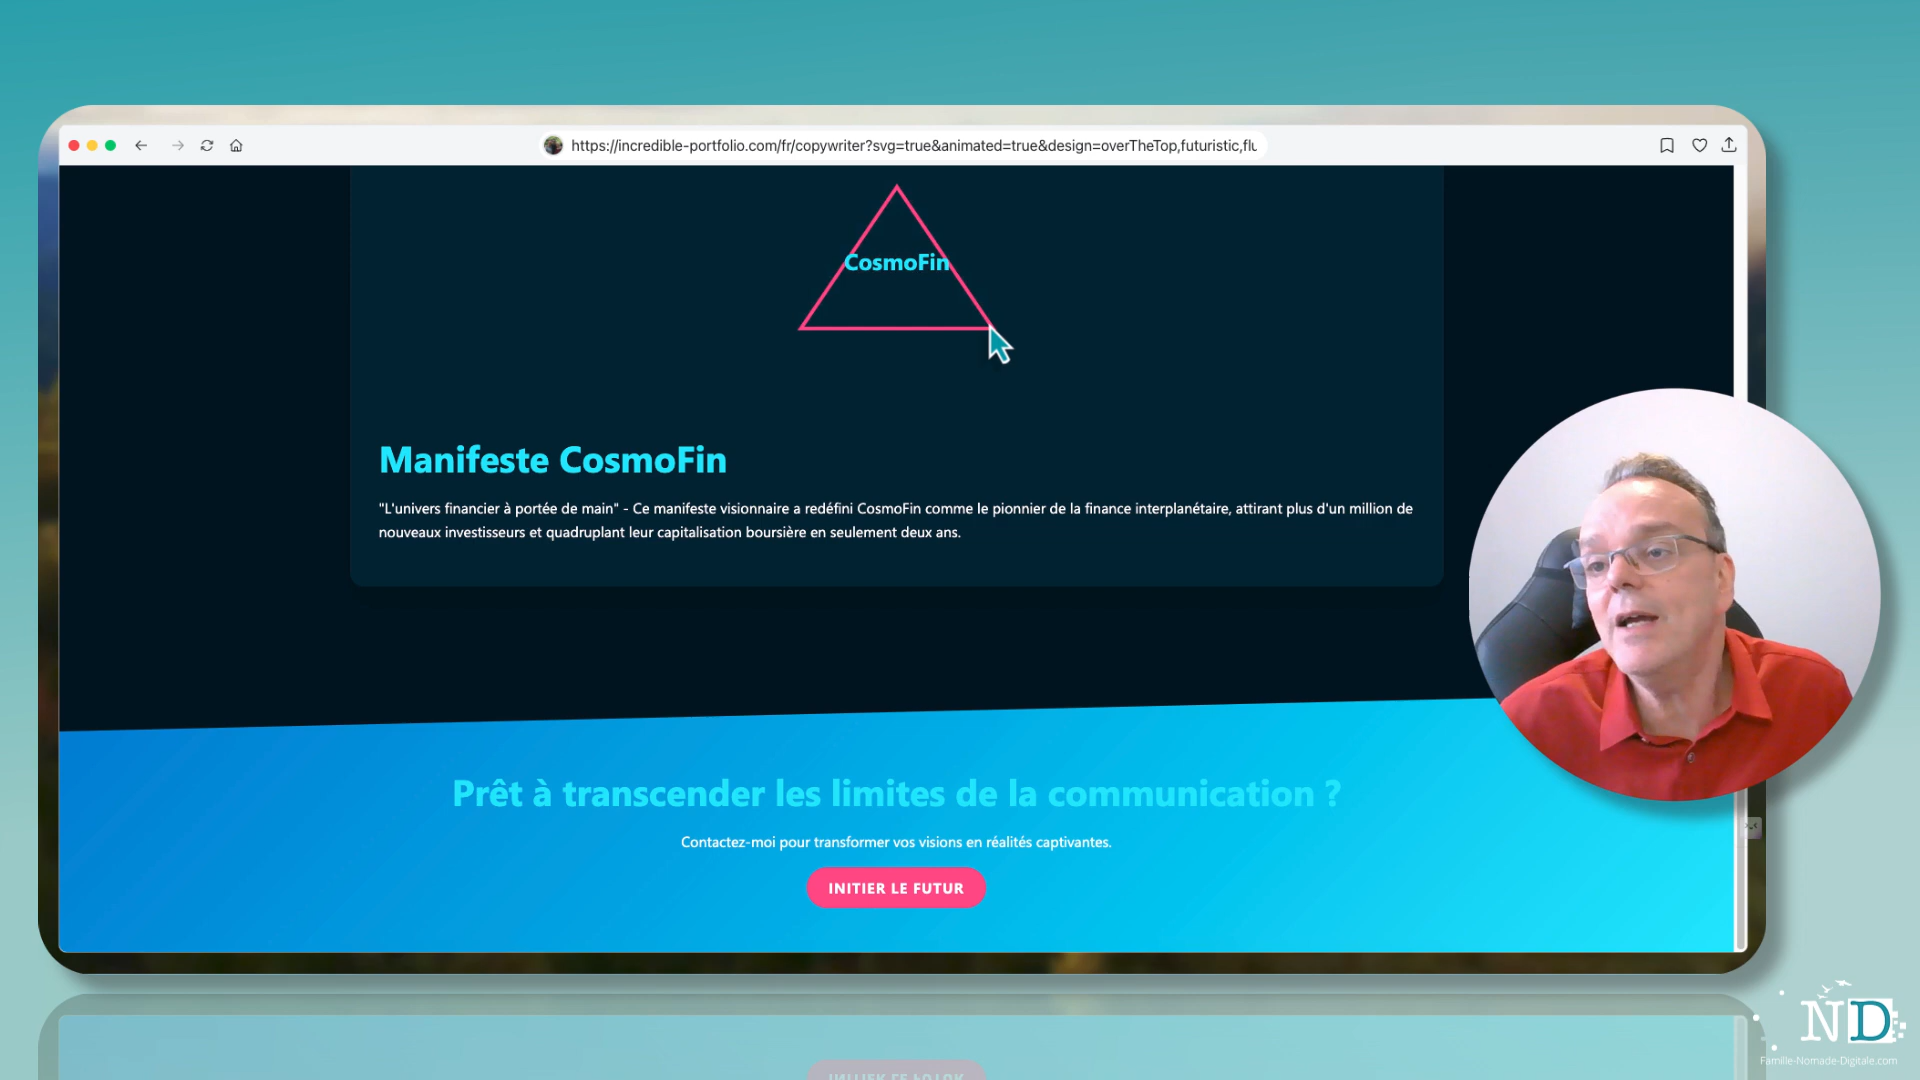 https://incredible-portfolio.com/fr/copywriter?svg=true&animated=true&design=overTheTop,futuristic,flu
CosmoFin
Manifeste CosmoFin
"L'univers financier à portée de main" - Ce manifeste visionnaire a redéfini CosmoFin comme le pionnier de la finance interplanétaire, attirant plus d'un million de
nouveaux investisseurs et quadruplant leur capitalisation boursière en seulement deux ans.
Prêt à transcender les limites de la communication ?
Contactez-moi pour transformer vos visions en réalités captivantes.
INITIER LE FUTUR
ND
Famille-Nomade-Digitale.com